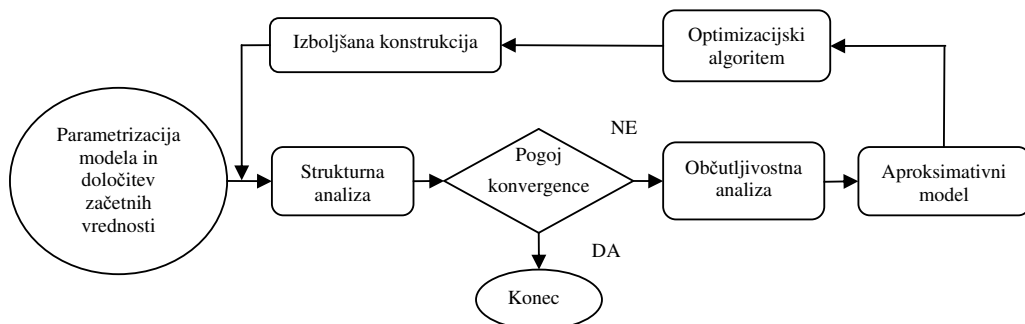 Izboljšana konstrukcija
Optimizacijski
algoritem
Parametrizacija
modela in
določitev
začetnih
vrednosti
Strukturna
analiza
Pogoj
konvergence
NE
Občutljivostna
analiza
Aproksimativni
model
DA
Konec